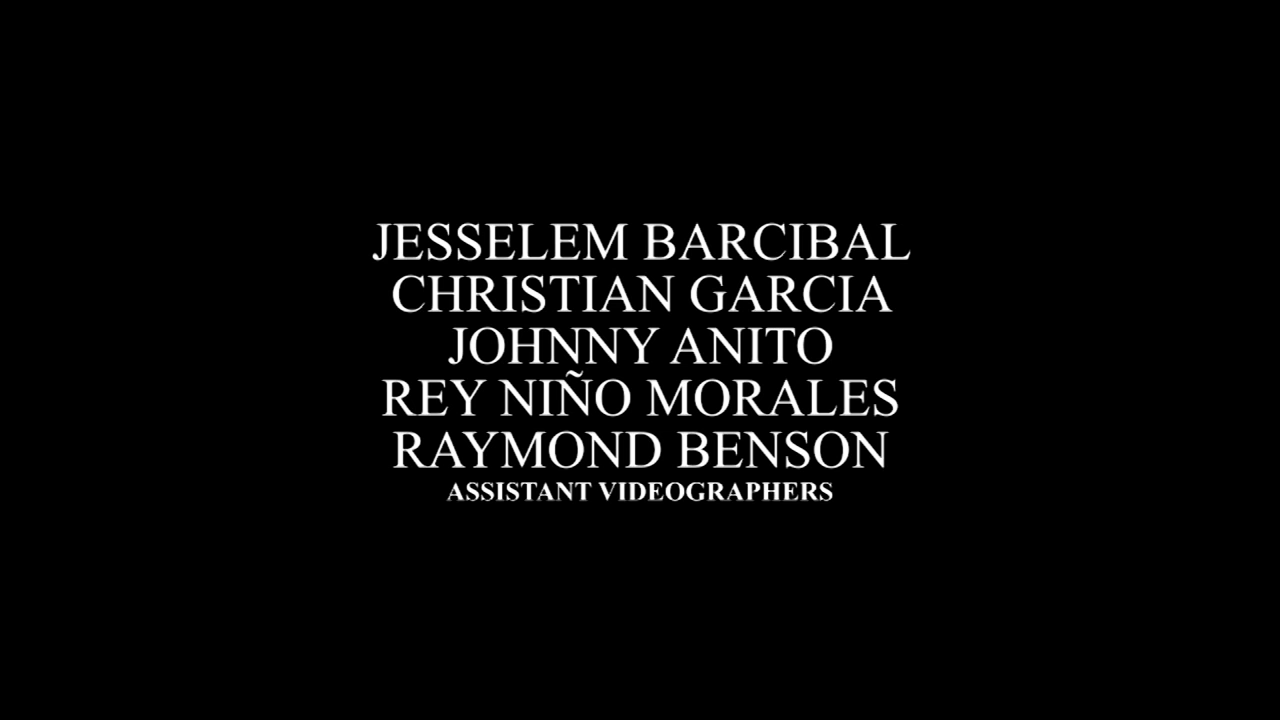 JESSELEM BARCIBAL
CHRISTIAN GARCIA
JOHNNY ANITO
REY NIÑO MORALES
RAYMOND BENSON
ASSISTANT VIDEOGRAPHERS